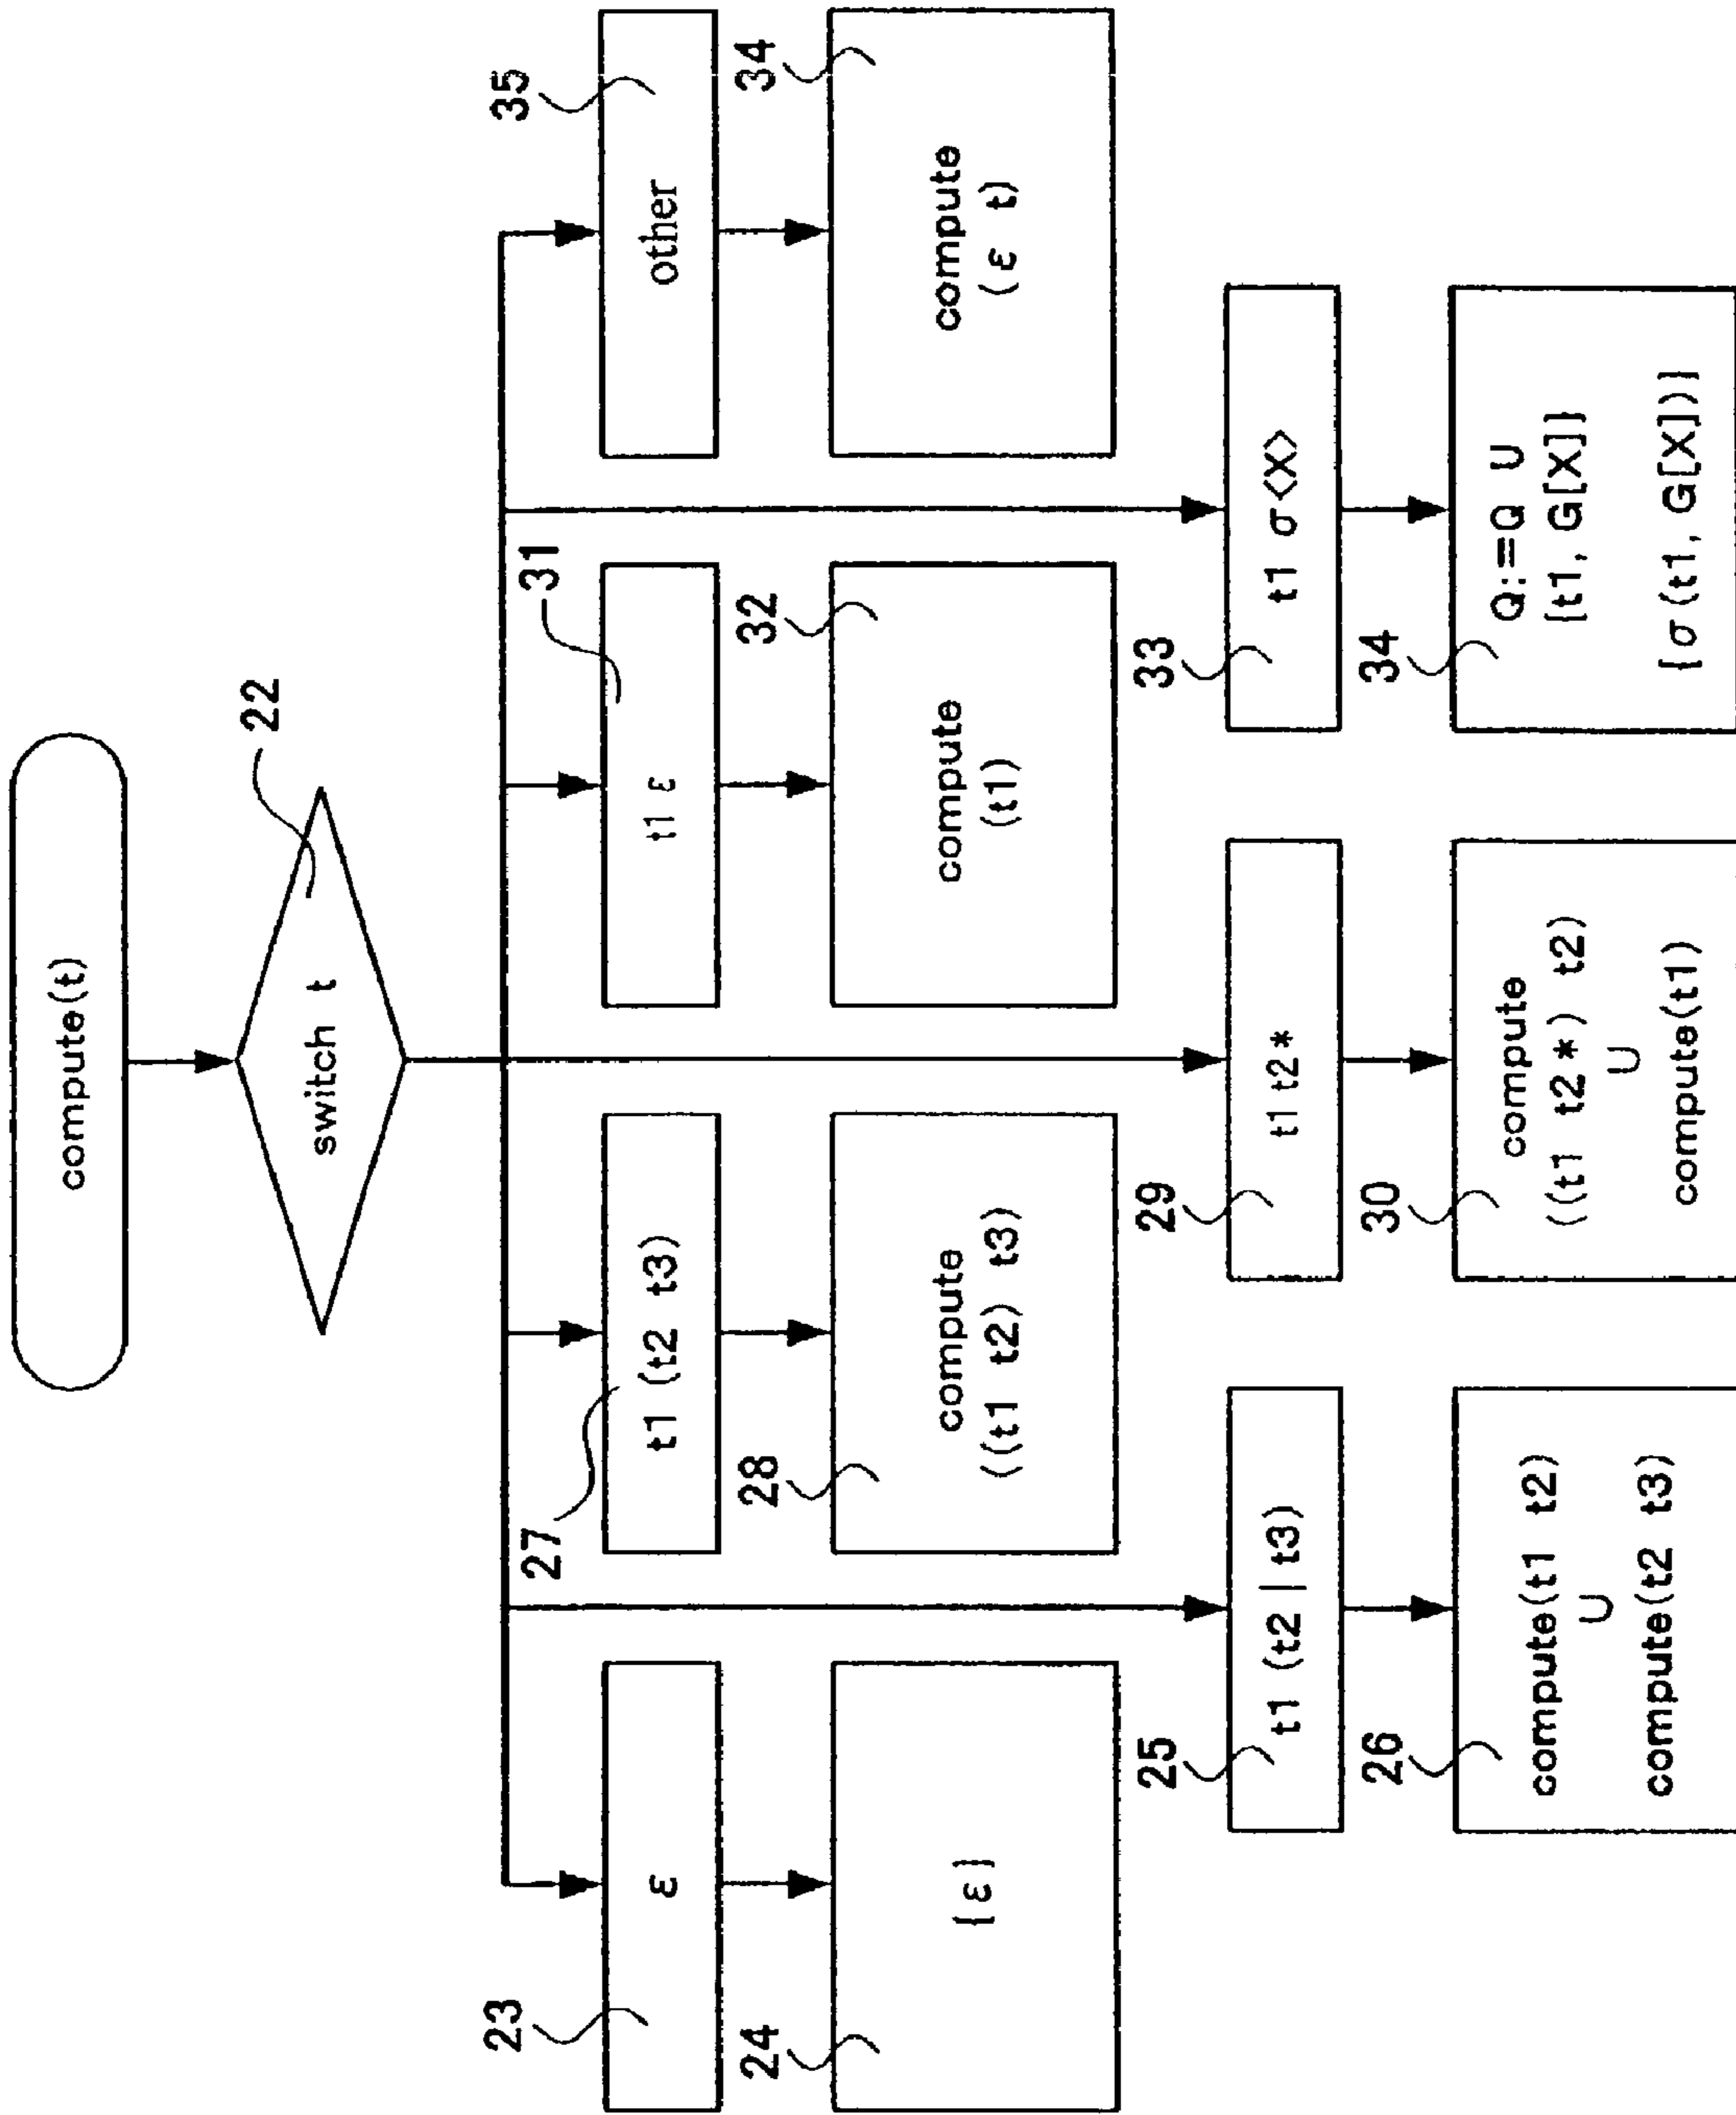 compute(t)
22
switch t
23
ε
24
{ε}
27
t1 (t2 t3)
28
compute
((t1 t2) t3)
31
t1 ε
32
compute
(t1)
35
other
34
compute
(ε t)
25
t1 (t2 | t3)
26
compute(t1 t2)
U
compute(t2 t3)
29
t1 t2*
30
compute
((t1 t2*) t2)
U
compute(t1)
33
t1 σ<X>
34
Q:=Q U
{t1, G[X]}
{σ(t1, G[X])}